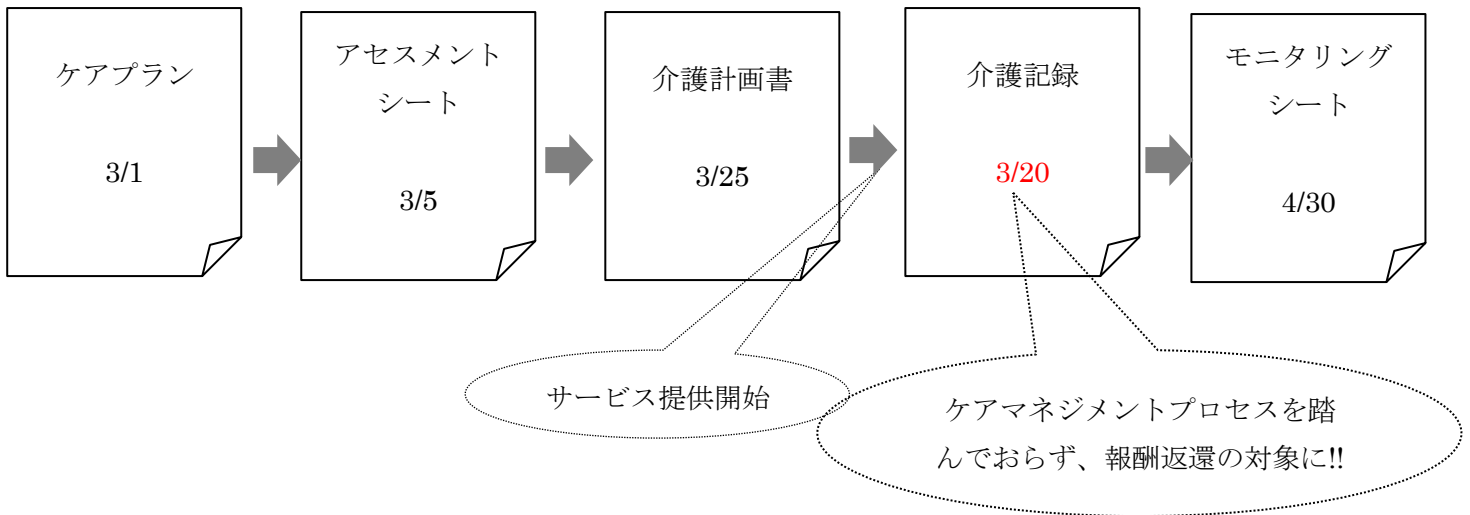 ケアプラン
3/1
アセスメント
シート
3/5
介護計画書
3/25
介護記録
3/20
モニタリング
シート
4/30
サービス提供開始
ケアマネジメントプロセスを踏
んでおらず、報酬返還の対象に!!